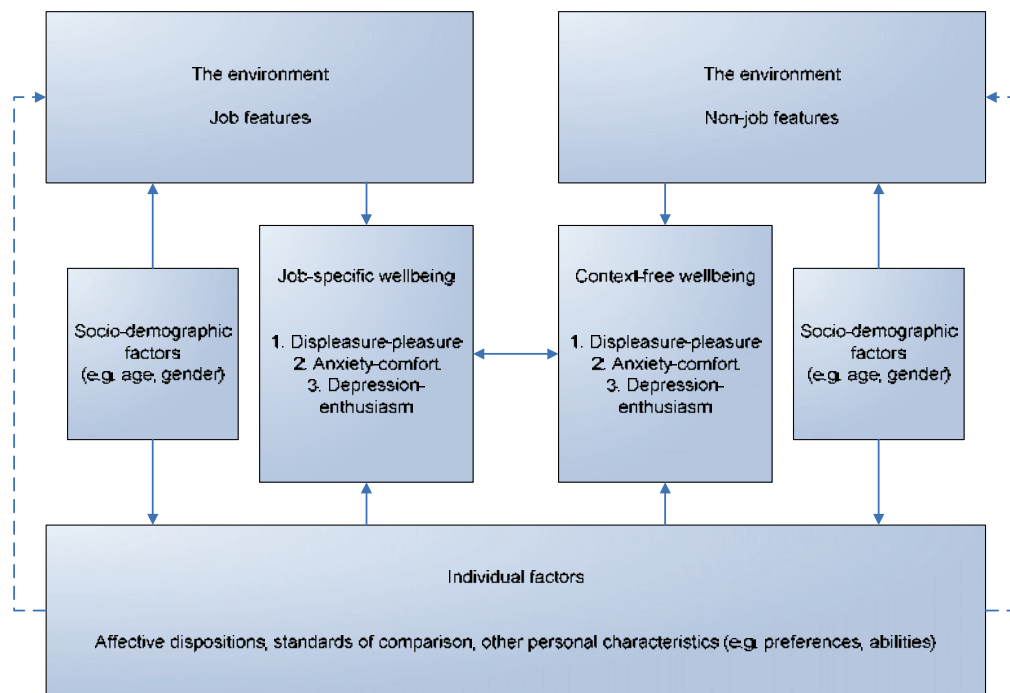 The environment
Job features
The environment
Non-job features
Socio-demographic
factors
(e.g. age, gender)
Job-specific wellbeing
1. Displeasure-pleasure
2. Anxiety-comfort
3. Depression-
enthusiasm
Context-free wellbeing
1. Displeasure-pleasure
2. Anxiety-comfort
3. Depression-
enthusiasm
Socio-demographic
factors
(e.g. age, gender)
Individual factors
Affective dispositions, standards of comparison, other personal characteristics (e.g. preferences, abilities)